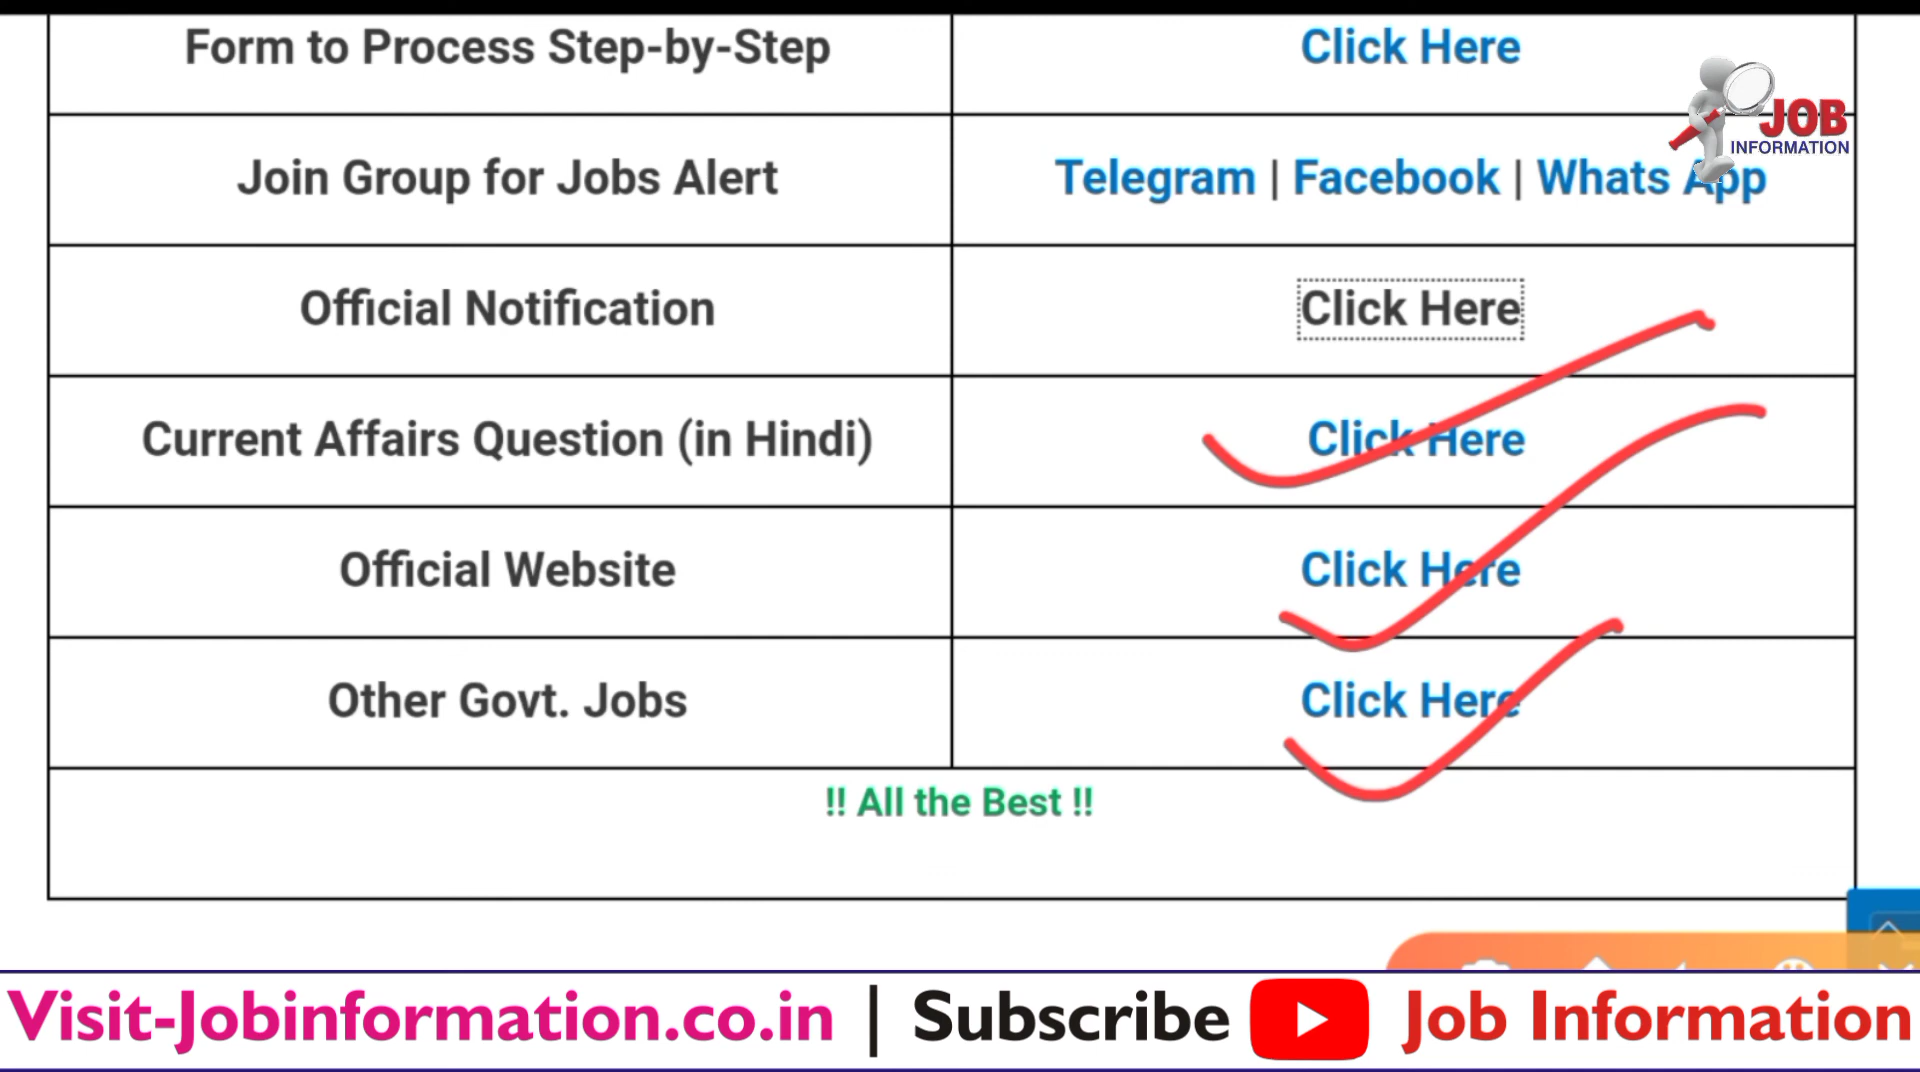 Form to Process Step-by-Step Click Here
JOB
INFORMATION
Join Group for Jobs Alert Telegram | Facebook | Whats App
Official Notification Click Here
Current Affairs Question (in Hindi) Click Here
Official Website Click Here
Other Govt. Jobs Click Here
!! All the Best !!
Visit-Jobinformation.co.in | Subscribe Job Information